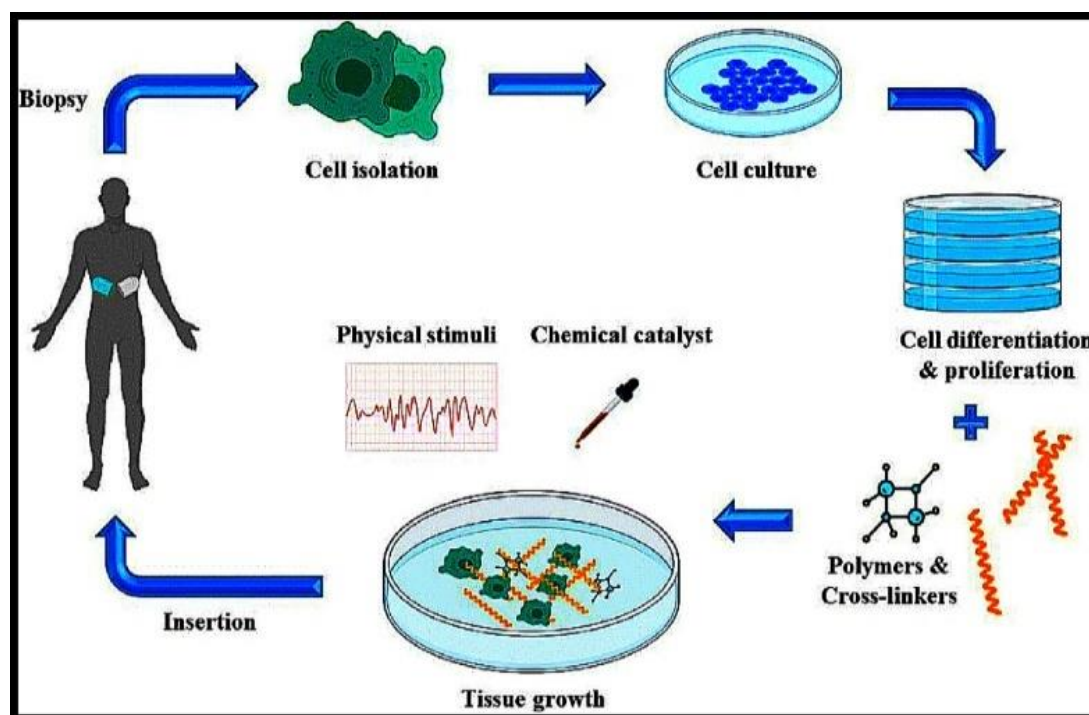 Biopsy
Cell isolation
Cell culture
Cell differentiation
& proliferation
Physical stimuli
Chemical catalyst
Polymers &
Cross-linkers
Tissue growth
Insertion